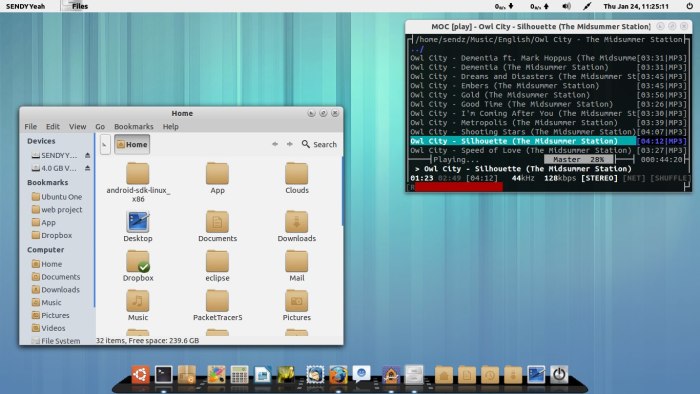 SENDYYeah Files 0% 0% Thu Jan 24, 11:25:11
MOC [play] - Owl City - Silhouette (The Midsummer Station)
/home/sendz/Music/English/Owl City - The Midsummer Station
../
Owl City - Dementia ft. Mark Hoppus (The Midsumme[03:31|MP3]
Owl City - Dementia (The Midsummer Station) [03:31|MP3]
Owl City - Dreams and Disasters (The Midsummer St[03:45|MP3]
Owl City - Embers (The Midsummer Station) [03:45|MP3]
Owl City - Gold (The Midsummer Station) [03:56|MP3]
Owl City - Good Time (The Midsummer Station) [03:26|MP3]
Owl City - I'm Coming After You (The Midsummer St[03:30|MP3]
Owl City - Metropolis (The Midsummer Station) [03:39|MP3]
Owl City - Shooting Stars (The Midsummer Station)[04:07|MP3]
Owl City - Silhouette (The Midsummer Station) [04:12|MP3]
Owl City - Speed of Love (The Midsummer Station) [03:27|MP3]
Playing... Master 28% 000:44:20
> Owl City - Silhouette (The Midsummer Station)
01:23 02:49 [04:12] 44kHz 128kbps [STEREO] [NET] [SHUFFLE]
[R
Home
File Edit View Go Bookmarks Help
Home Search
Devices
SENDYY...
4.0 GB V...
Bookmarks
Ubuntu One
web project
App
Dropbox
Computer
Home
Documents
Downloads
Music
Pictures
Videos
File System
android-sdk-linux_x86
App
Clouds
Desktop
Documents
Downloads
Dropbox
eclipse
Mail
Music
PacketTracer5
Pictures
32 items, Free space: 239.6 GB